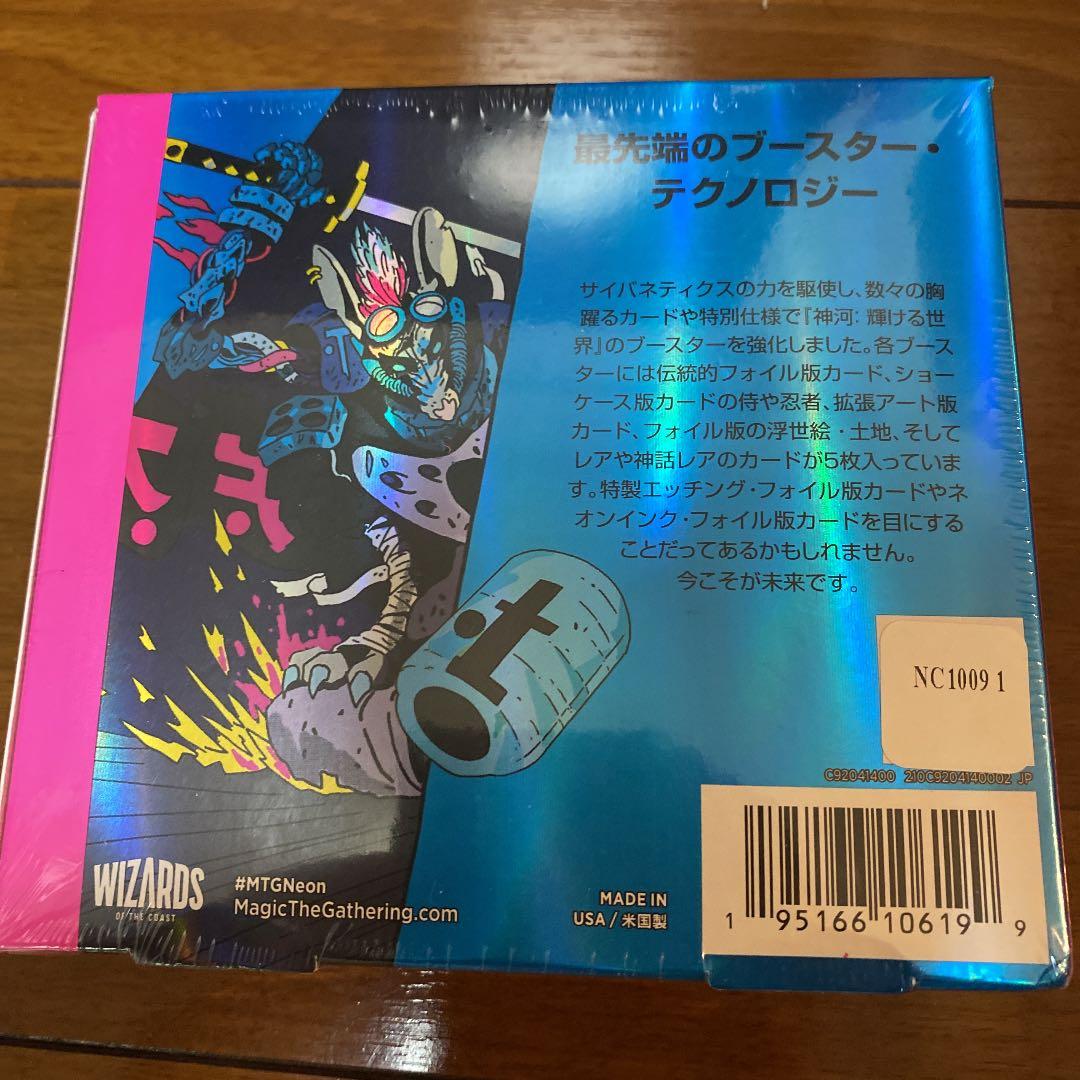 最先端のブースター・
テクノロジー
サイバネティクスの力を駆使し、数々の胸
躍るカードや特別仕様で『神河: 輝ける世
界』のブースターを強化しました。各ブース
ターには伝統的フォイル版カード、ショー
ケース版カードの侍や忍者、拡張アート版
カード、フォイル版の浮世絵・土地、そして
レアや神話レアのカードが5枚入っていま
す。特製エッチング・フォイル版カードやネ
オンインク・フォイル版カードを目にする
ことだってあるかもしれません。
今こそが未来です。
NC1009 1
C92041400 210C9204140002 JP
WIZARDS
OF THE COAST
#MTGNeon
MagicTheGathering.com
MADE IN
USA / 米国製
1 95166 10619 9